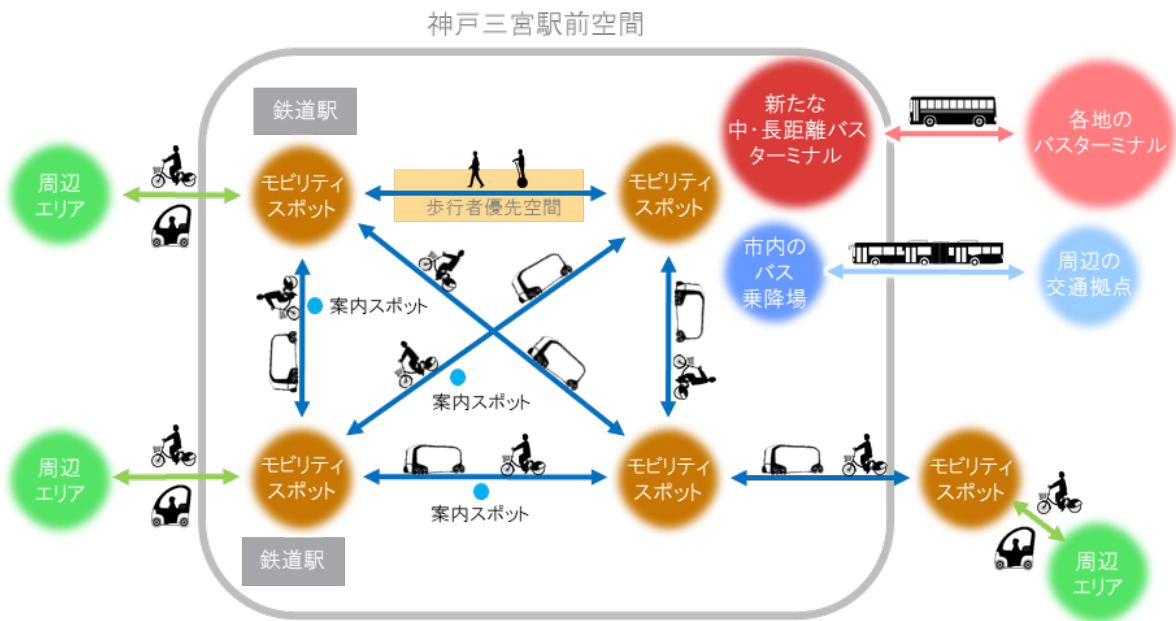 神戸三宮駅前空間
鉄道駅
新たな
中・長距離バス
ターミナル
各地の
バスターミナル
周辺
エリア
モビリティ
スポット
歩行者優先空間
モビリティ
スポット
市内の
バス
乗降場
周辺の
交通拠点
案内スポット
案内スポット
周辺
エリア
モビリティ
スポット
案内スポット
モビリティ
スポット
モビリティ
スポット
鉄道駅
周辺
エリア